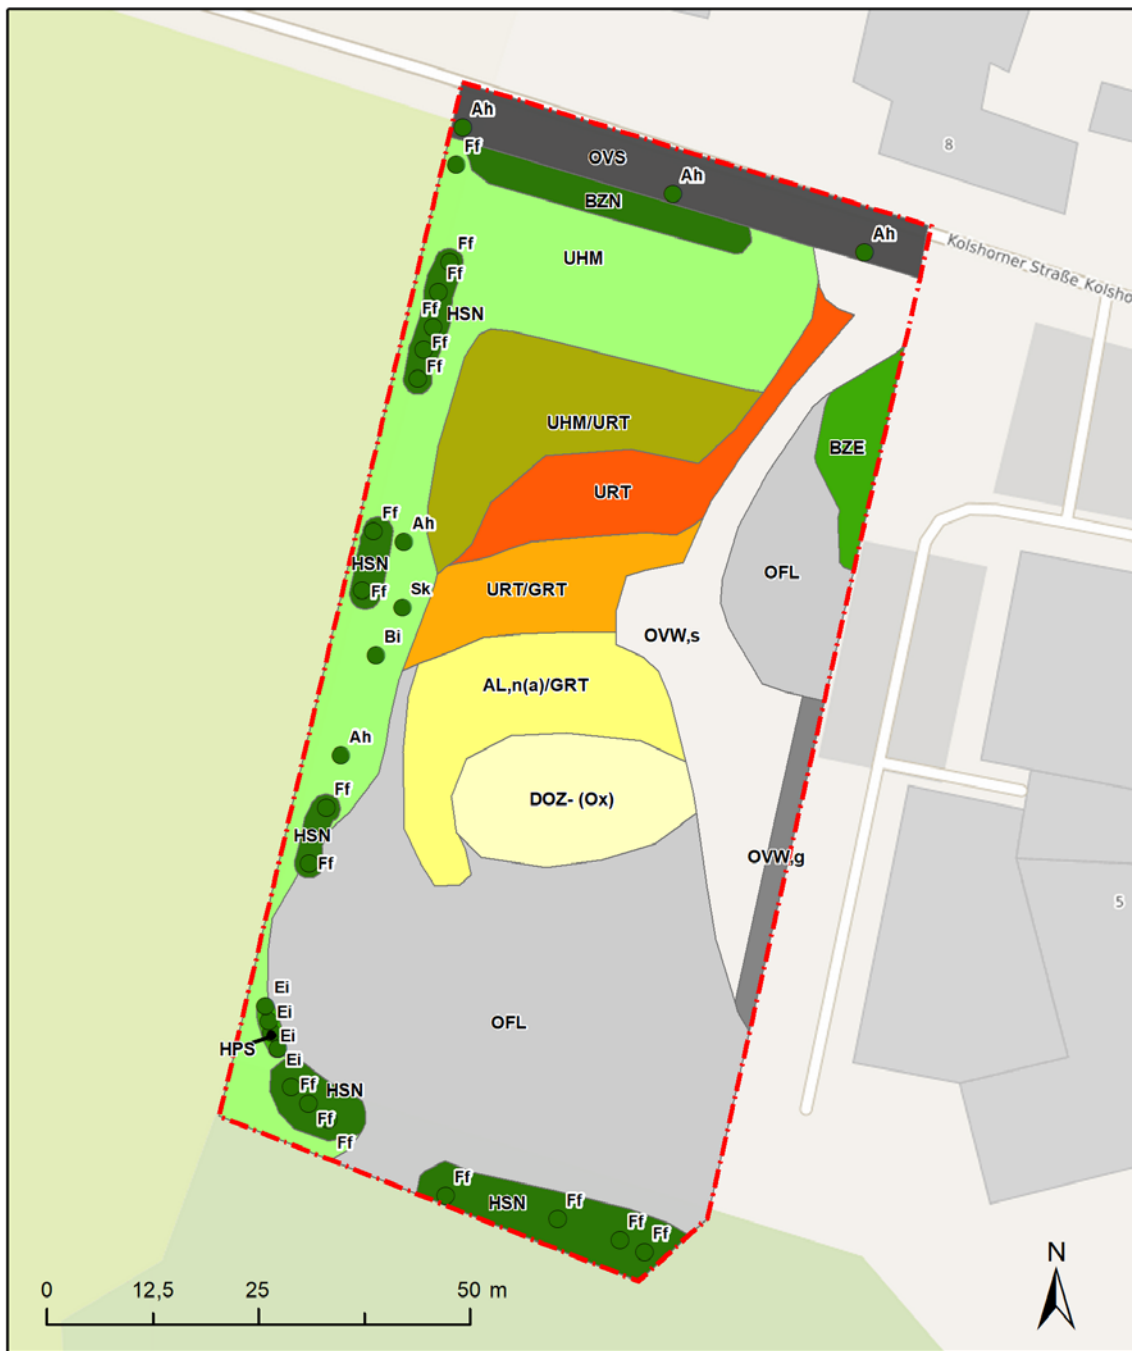 Ah
8
Ff
OVS
Ah
BZN
Ah
Kolshorner Straße Kolsho
Ff
UHM
Ff
Ff
HSN
Ff
Ff
UHM/URT
BZE
URT
Ff
Ah
HSN
OFL
Ff
Sk
URT/GRT
Bi
OVW,s
AL,n(a)/GRT
Ah
Ff
DOZ- (Ox)
HSN
Ff
OVW,g
5
Ei
Ei
OFL
Ei
HPS
Ei
Ff
HSN
Ff
Ff
Ff
HSN
Ff
Ff
Ff
N
0 12,5 25 50 m